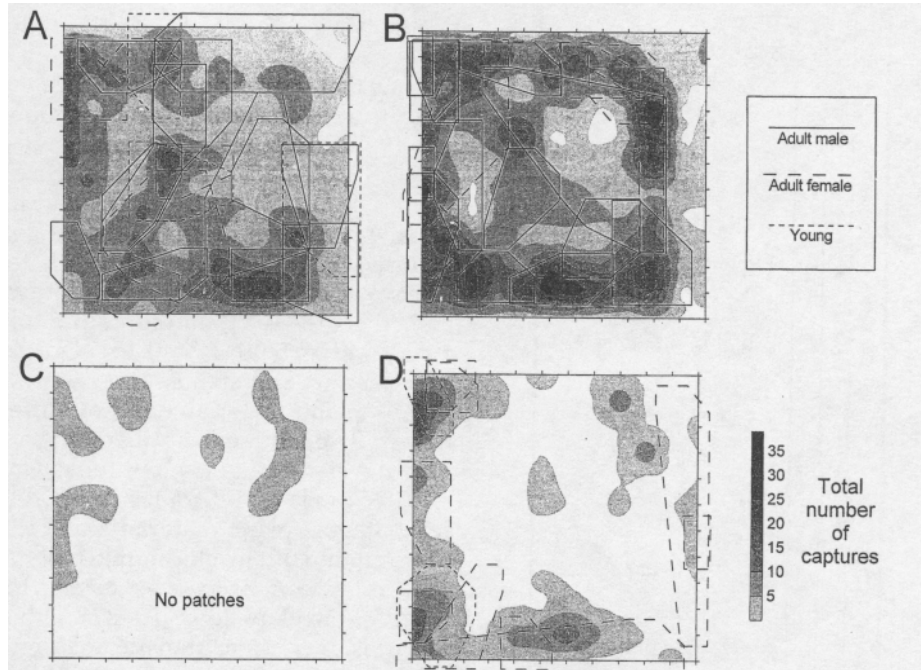 A
B
Adult male
Adult female
Young
C
No patches
D
35
30
25
20
15
10
5
Total
number
of
captures